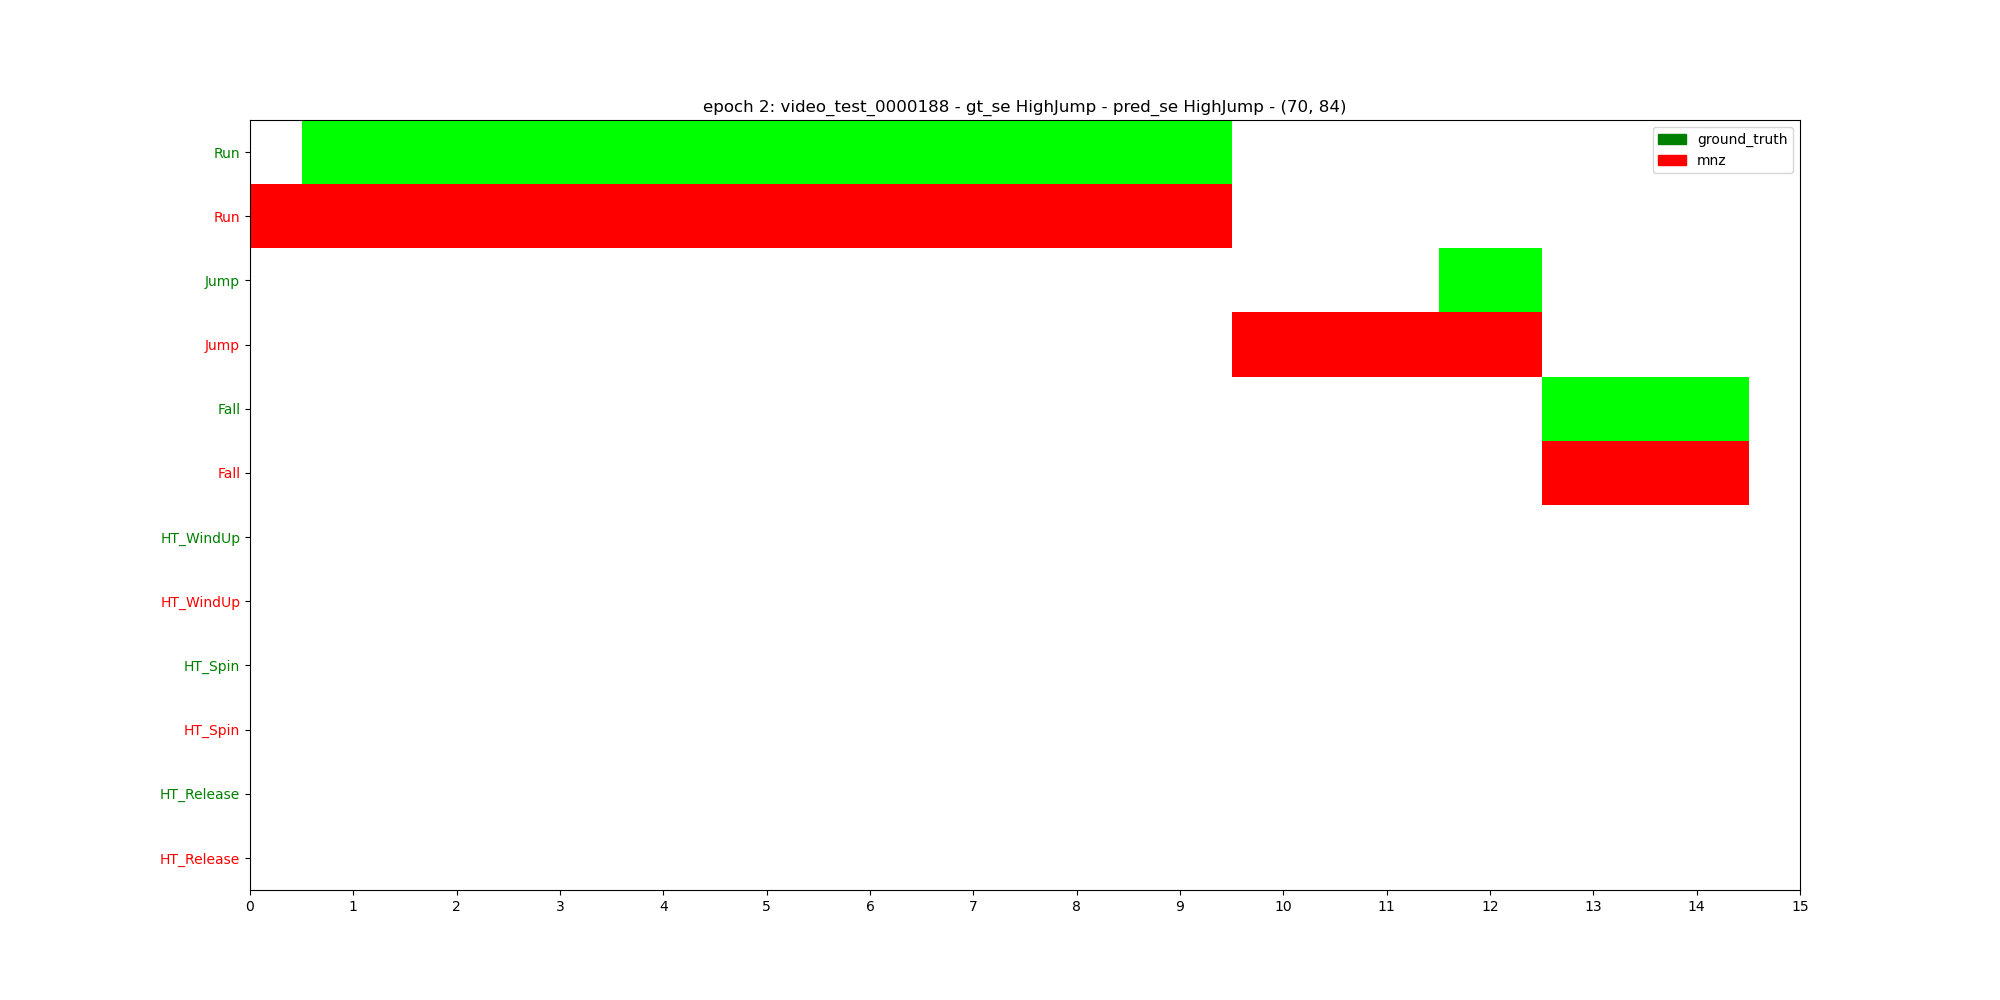 epoch 2: video_test_0000188 - gt_se HighJump - pred_se HighJump - (70, 84)
ground_truth
mnz
Run
Run
Jump
Jump
Fall
Fall
HT_WindUp
HT_WindUp
HT_Spin
HT_Spin
HT_Release
HT_Release
0 1 2 3 4 5 6 7 8 9 10 11 12 13 14 15